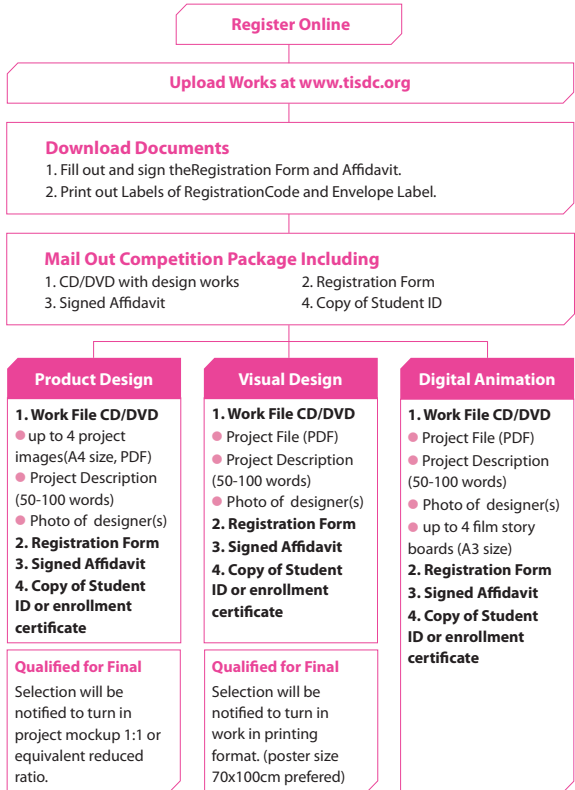 Register Online
Upload Works at www.tisdc.org
Download Documents
1. Fill out and sign theRegistration Form and Affidavit.
2. Print out Labels of RegistrationCode and Envelope Label.
Mail Out Competition Package Including
1. CD/DVD with design works 2. Registration Form
3. Signed Affidavit 4. Copy of Student ID
Product Design
1. Work File CD/DVD
● up to 4 project
images(A4 size, PDF)
● Project Description
(50-100 words)
● Photo of designer(s)
2. Registration Form
3. Signed Affidavit
4. Copy of Student
ID or enrollment
certificate
Qualified for Final
Selection will be
notified to turn in
project mockup 1:1 or
equivalent reduced
ratio.
Visual Design
1. Work File CD/DVD
● Project File (PDF)
● Project Description
(50-100 words)
● Photo of designer(s)
2. Registration Form
3. Signed Affidavit
4. Copy of Student
ID or enrollment
certificate
Qualified for Final
Selection will be
notified to turn in
work in printing
format. (poster size
70x100cm prefered)
Digital Animation
1. Work File CD/DVD
● Project File (PDF)
● Project Description
(50-100 words)
● Photo of designer(s)
● up to 4 film story
boards (A3 size)
2. Registration Form
3. Signed Affidavit
4. Copy of Student
ID or enrollment
certificate